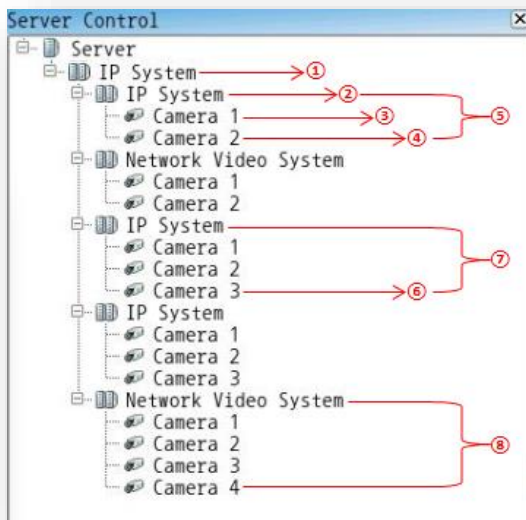 Server Control
Server
IP System ①
IP System ②
Camera 1 ③
Camera 2 ④
⑤
Network Video System
Camera 1
Camera 2
IP System
Camera 1
Camera 2
⑦
Camera 3 ⑥
IP System
Camera 1
Camera 2
Camera 3
Network Video System
Camera 1
Camera 2
⑧
Camera 3
Camera 4